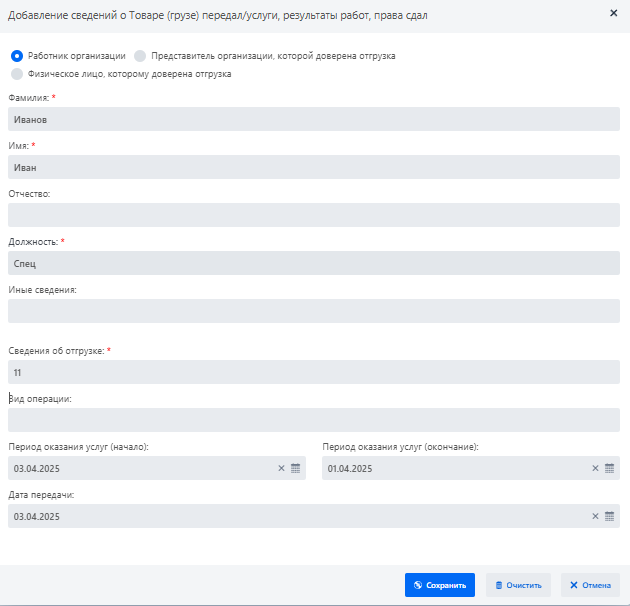 Добавление сведений о Товаре (грузе) передал/услуги, результаты работ, права сдал
Работник организации Представитель организации, которой доверена отгрузка
Физическое лицо, которому доверена отгрузка
Фамилия: *
Иванов
Имя: *
Иван
Отчество:
Должность: *
Спец
Иные сведения:
Сведения об отгрузке: *
11
Вид операции:
Период оказания услуг (начало): Период оказания услуг (окончание):
03.04.2025 01.04.2025
Дата передачи:
03.04.2025
Сохранить Очистить Отмена